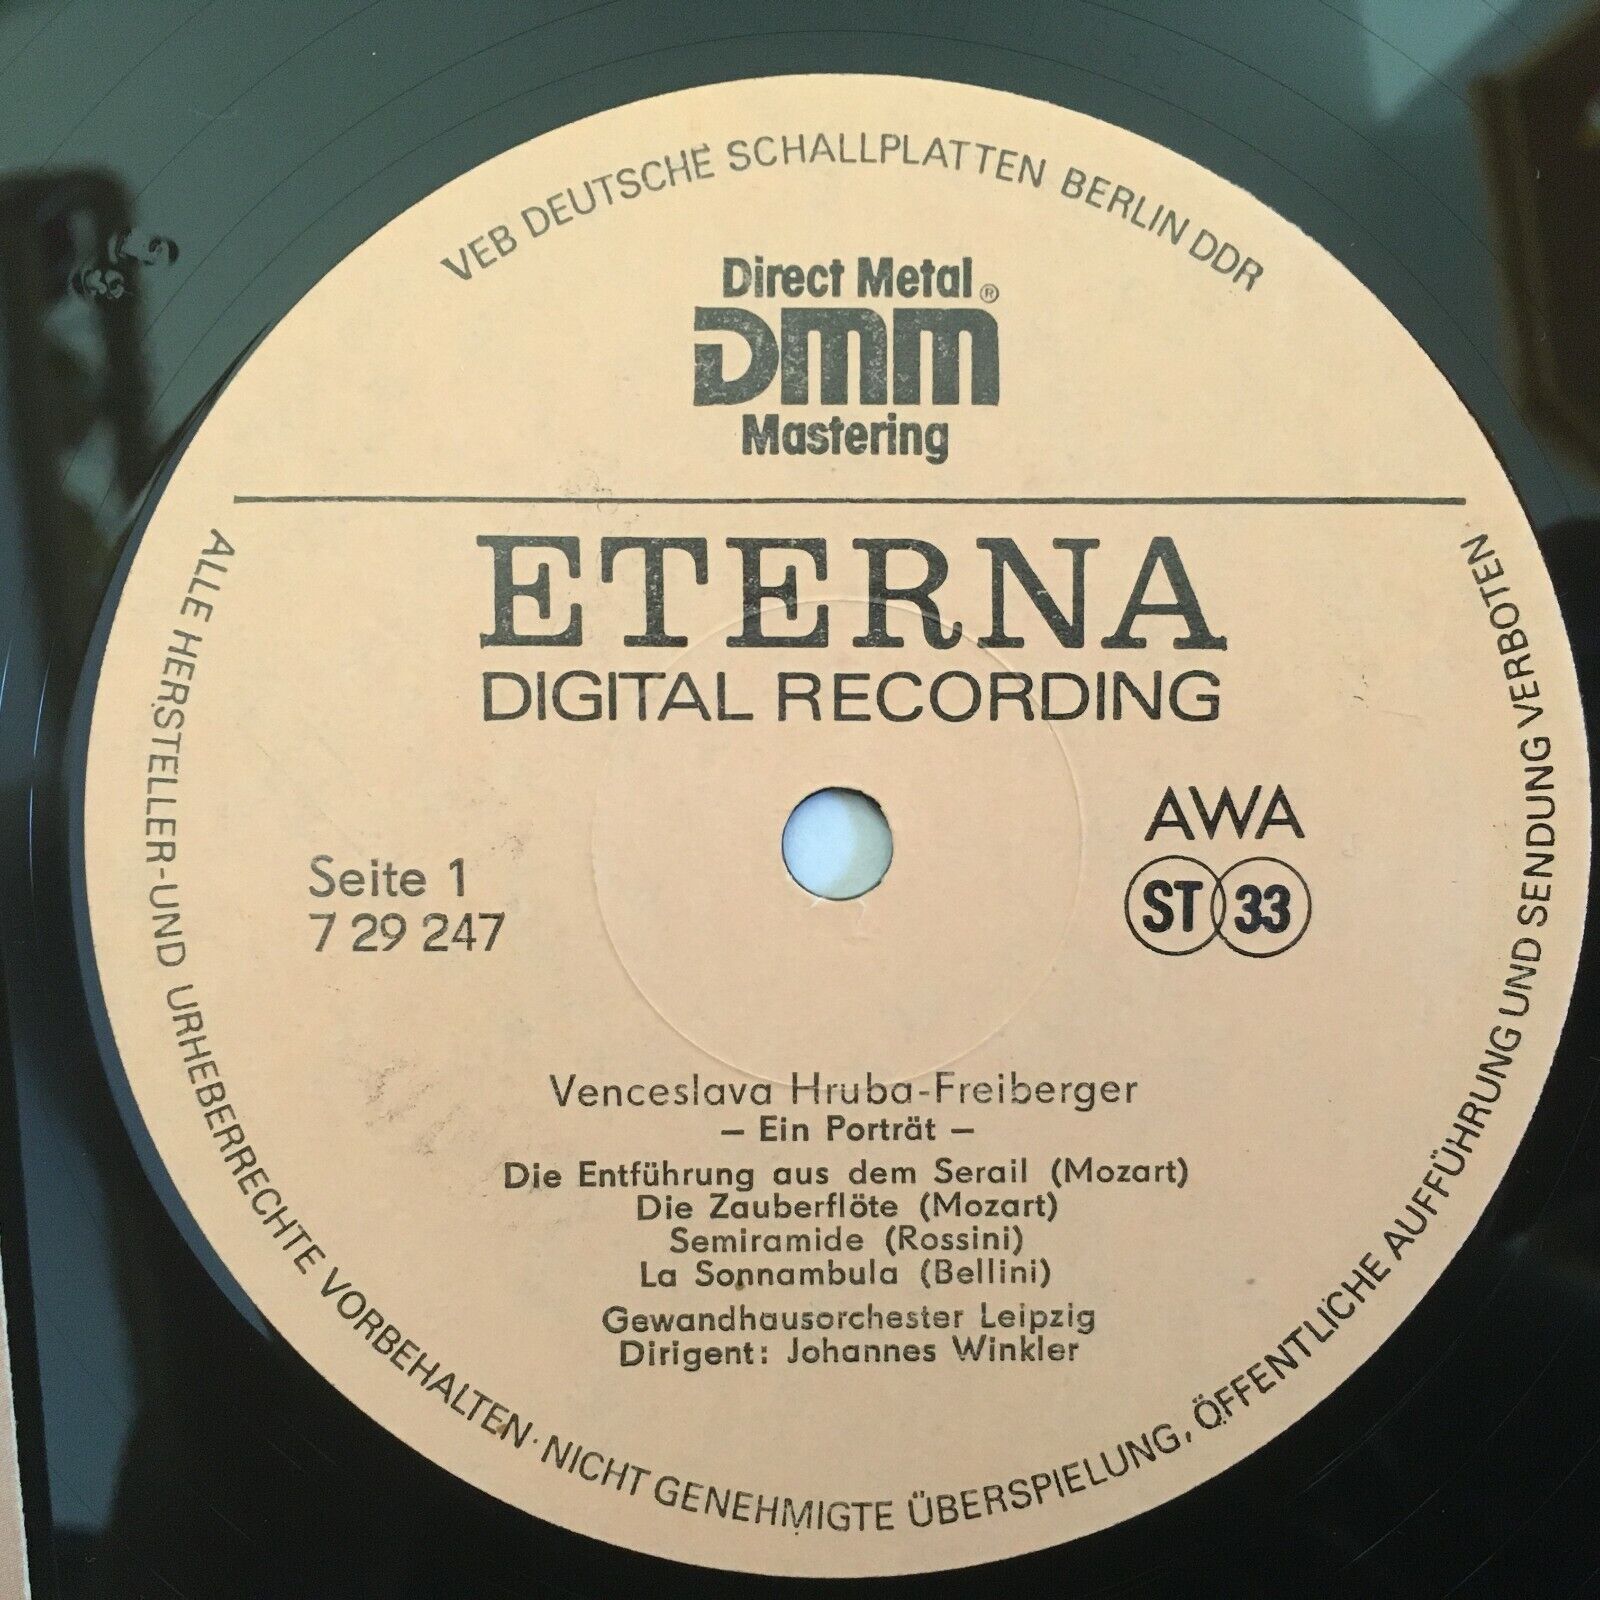 VEB DEUTSCHE SCHALLPLATTEN BERLIN DDR
Direct Metal ®
DMM
Mastering
ETERNA
DIGITAL RECORDING
AWA
Seite 1
7 29 247
ST 33
Venceslava Hruba-Freiberger
– Ein Porträt –
Die Entführung aus dem Serail (Mozart)
Die Zauberflöte (Mozart)
Semiramide (Rossini)
La Sonnambula (Bellini)
Gewandhausorchester Leipzig
Dirigent: Johannes Winkler
ALLE HERSTELLER-UND URHEBERRECHTE VORBEHALTEN · NICHT GENEHMIGTE ÜBERSPIELUNG, ÖFFENTLICHE AUFFÜHRUNG UND SENDUNG VERBOTEN